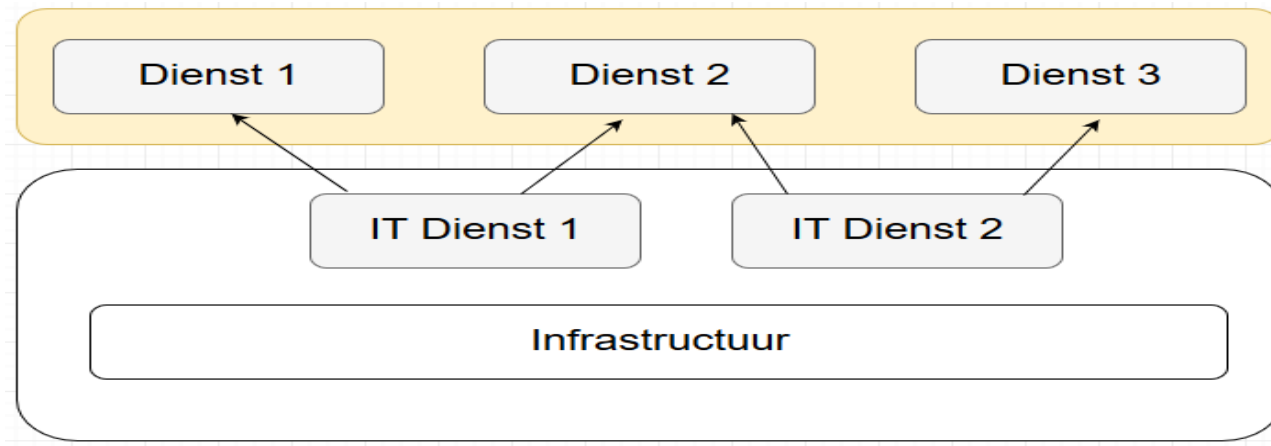 Dienst 1
Dienst 2
Dienst 3
IT Dienst 1
IT Dienst 2
Infrastructuur